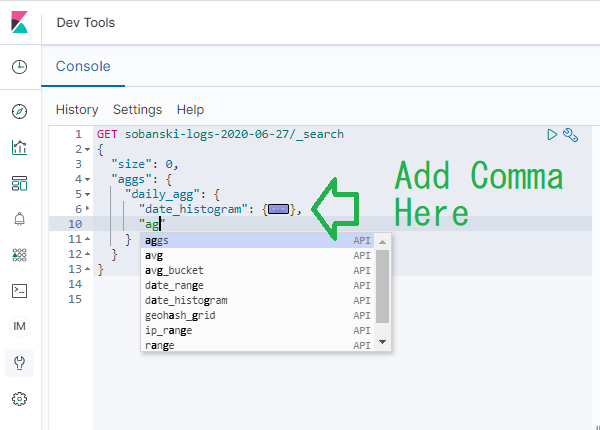 Dev Tools
Console
History Settings Help
1 GET sobanski-logs-2020-06-27/_search
2 {
3 "size": 0,
4 "aggs": {
5 "daily_agg": {
6 "date_histogram": {},
10 "ag"
11 }
12 }
13 }
14
15
aggs API
avg API
avg_bucket API
date_range API
date_histogram API
geohash_grid API
ip_range API
range API
Add Comma
Here
IM